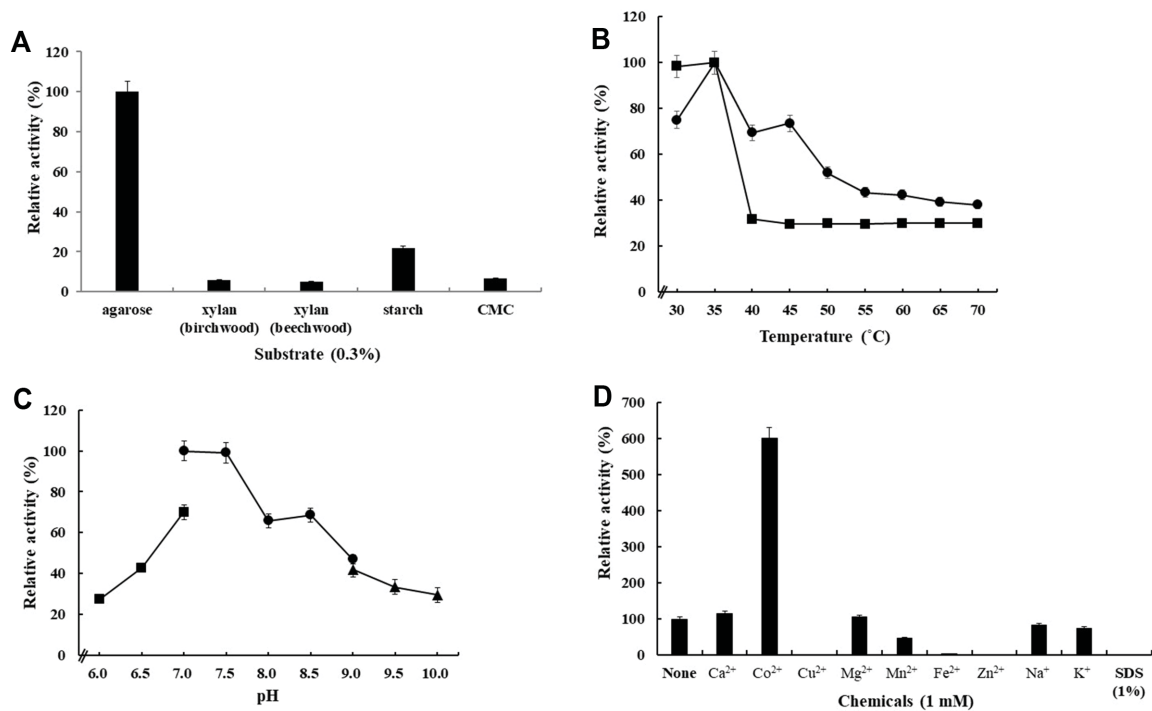 A
Relative activity (%)
120
100
80
60
40
20
0
agarose xylan xylan starch CMC
(birchwood) (beechwood)
Substrate (0.3%)
B
Relative activity (%)
120
100
80
60
40
20
0
30 35 40 45 50 55 60 65 70
Temperature (˚C)
C
Relative activity (%)
120
100
80
60
40
20
0
6.0 6.5 7.0 7.5 8.0 8.5 9.0 9.5 10.0
pH
D
Relative activity (%)
700
600
500
400
300
200
100
0
None Ca²⁺ Co²⁺ Cu²⁺ Mg²⁺ Mn²⁺ Fe²⁺ Zn²⁺ Na⁺ K⁺ SDS
(1%)
Chemicals (1 mM)